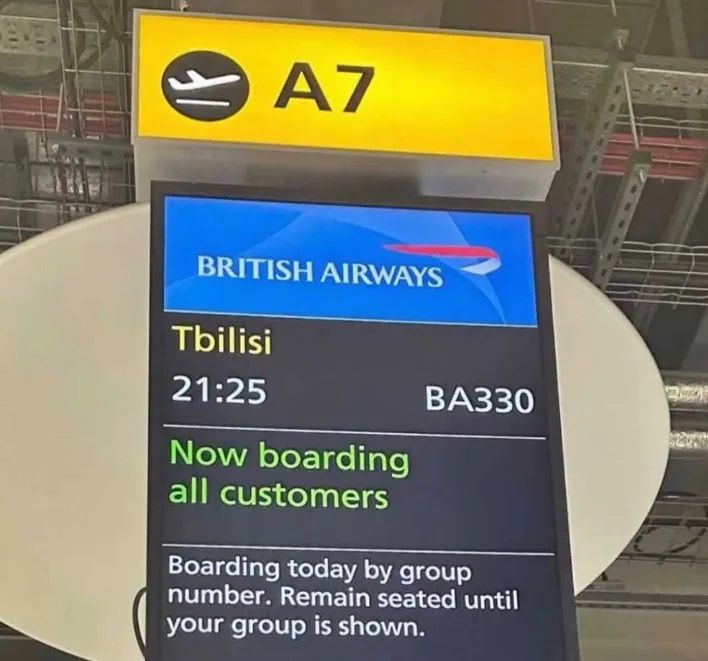 A7
BRITISH AIRWAYS
Tbilisi
21:25 BA330
Now boarding
all customers
Boarding today by group
number. Remain seated until
your group is shown.